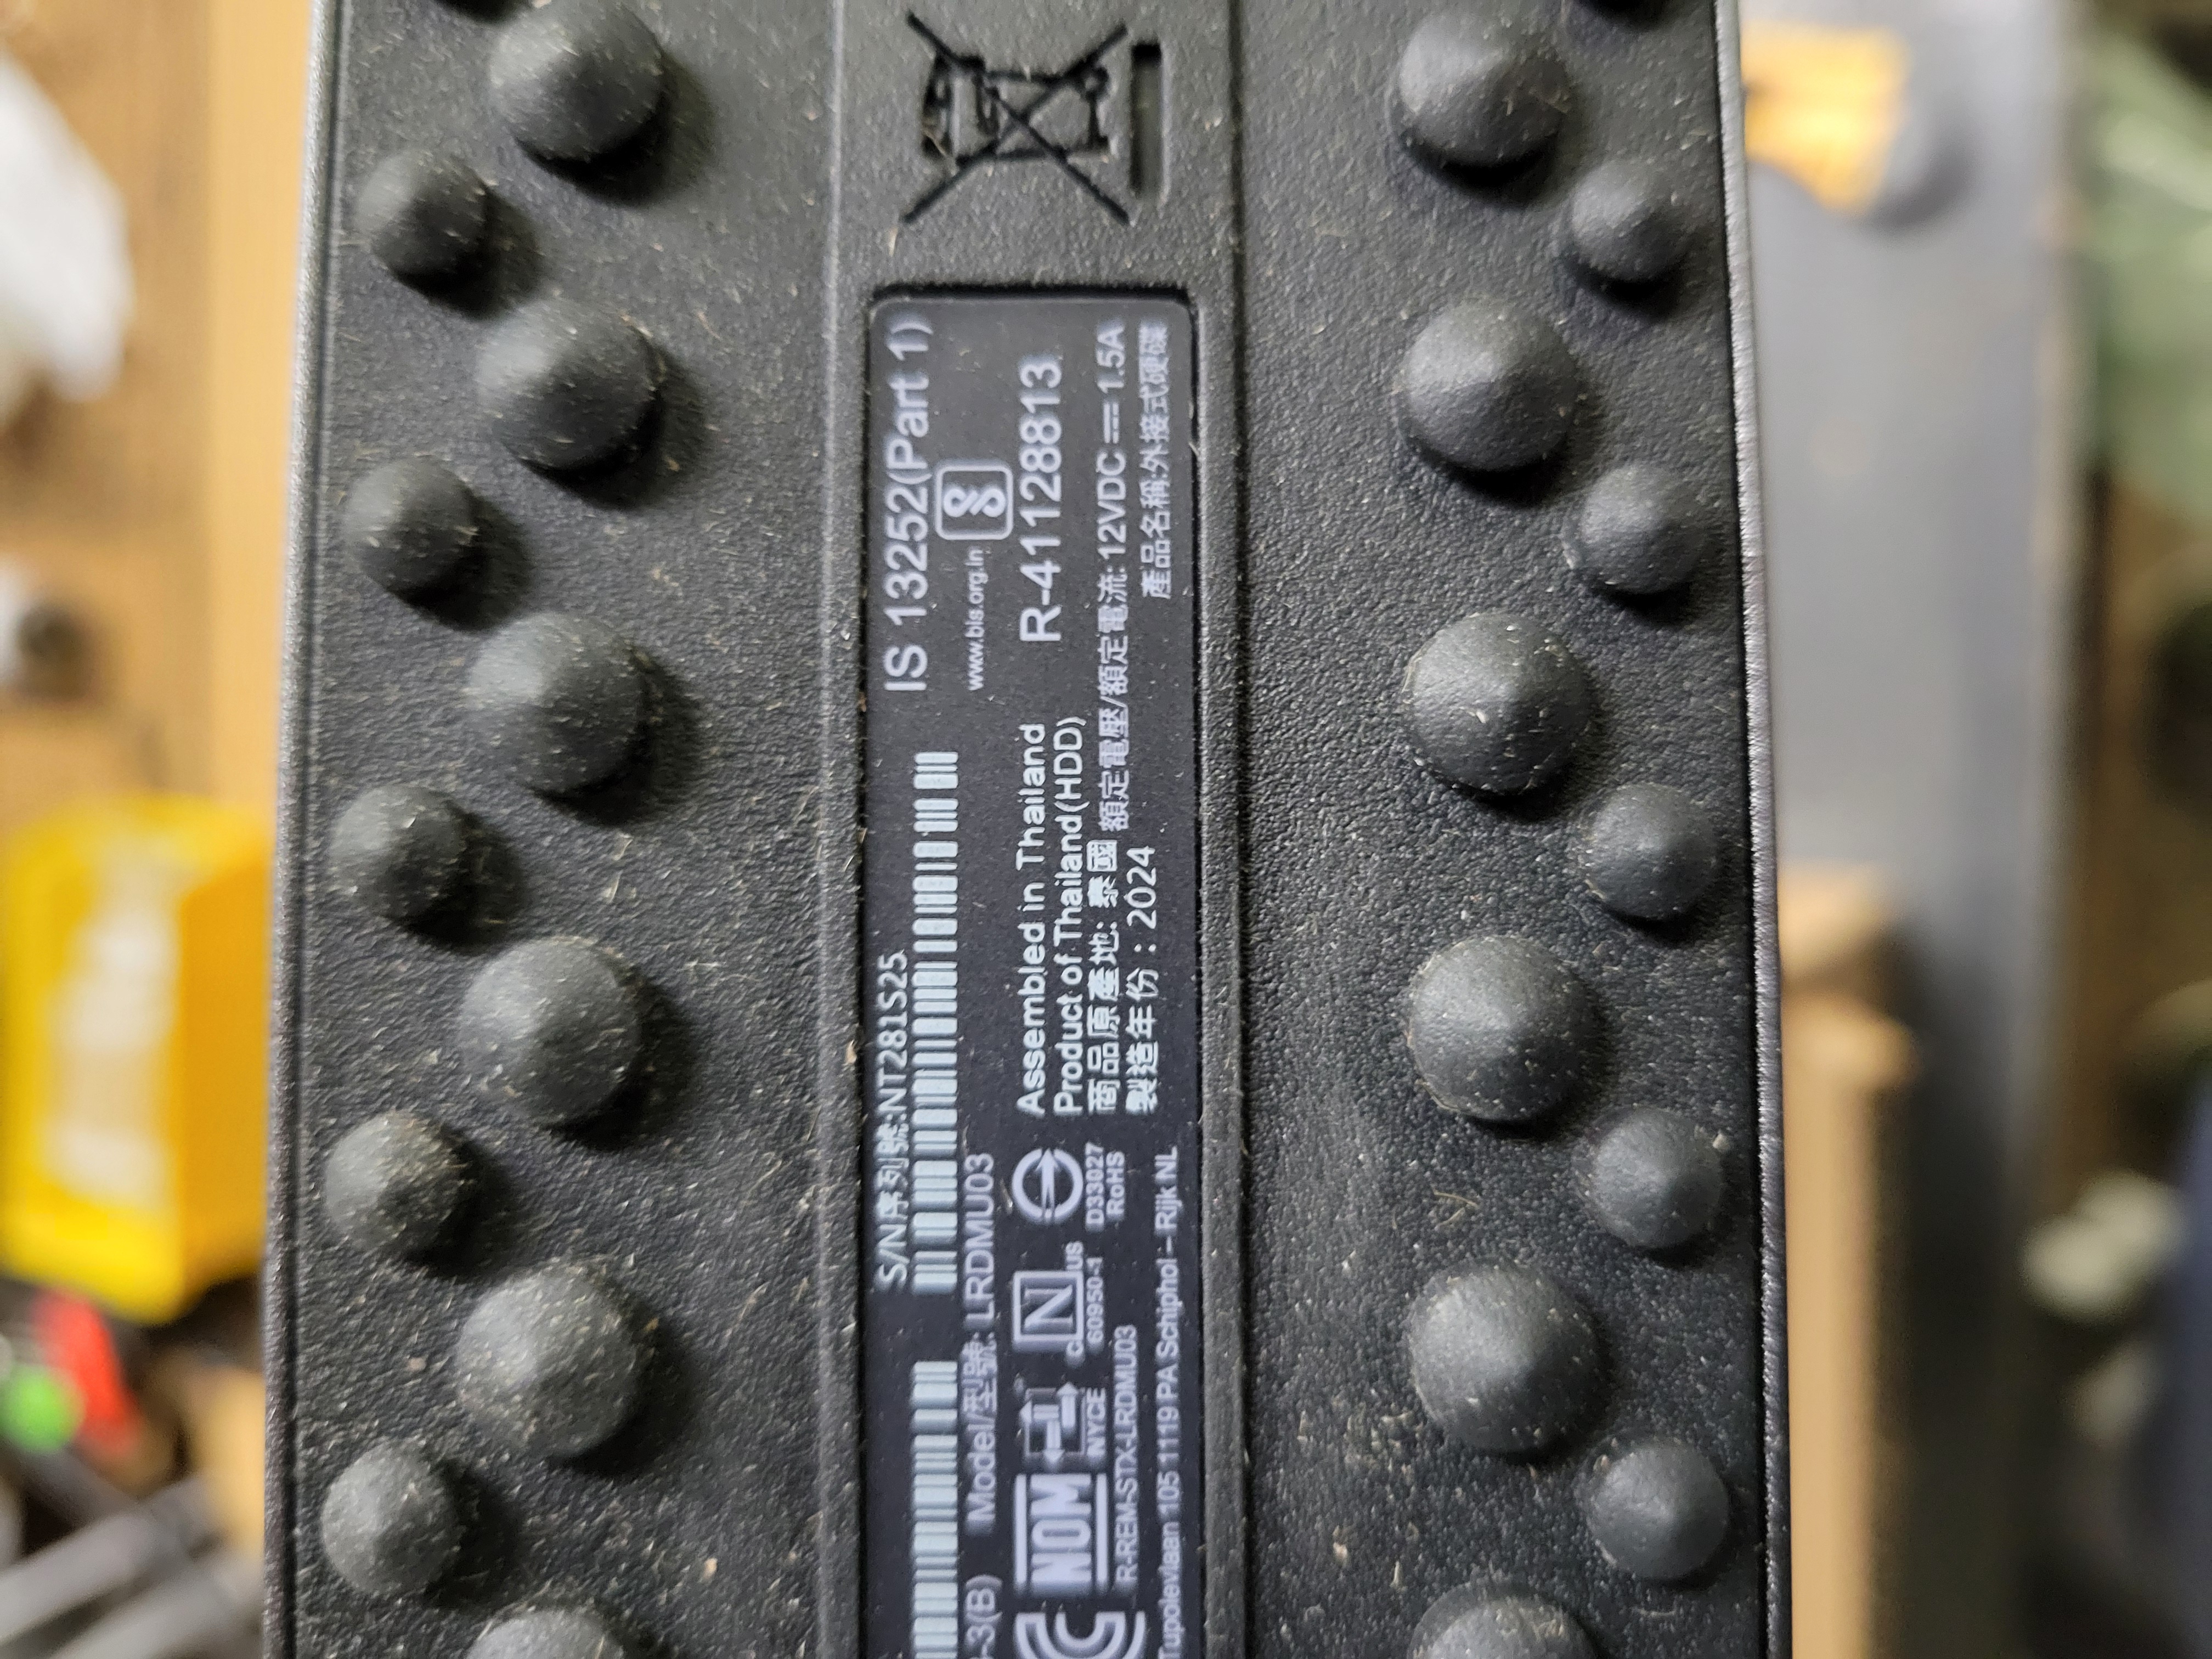 S/N序列號:NT281S25
-3(B) Model/型號: LRDMU03
NOM
NYCE
N
c us
60950-1
D33027
RoHS
R-REM-STX-LRDMU03
Tupolevlaan 105 1119 PA Schiphol-Rijk NL
Assembled in Thailand
Product of Thailand(HDD)
商品原產地: 泰國
製造年份：2024
IS 13252(Part 1)
www.bis.org.in
R-41128813
額定電壓/額定電流: 12VDC⎓1.5A
產品名稱:外接式硬碟